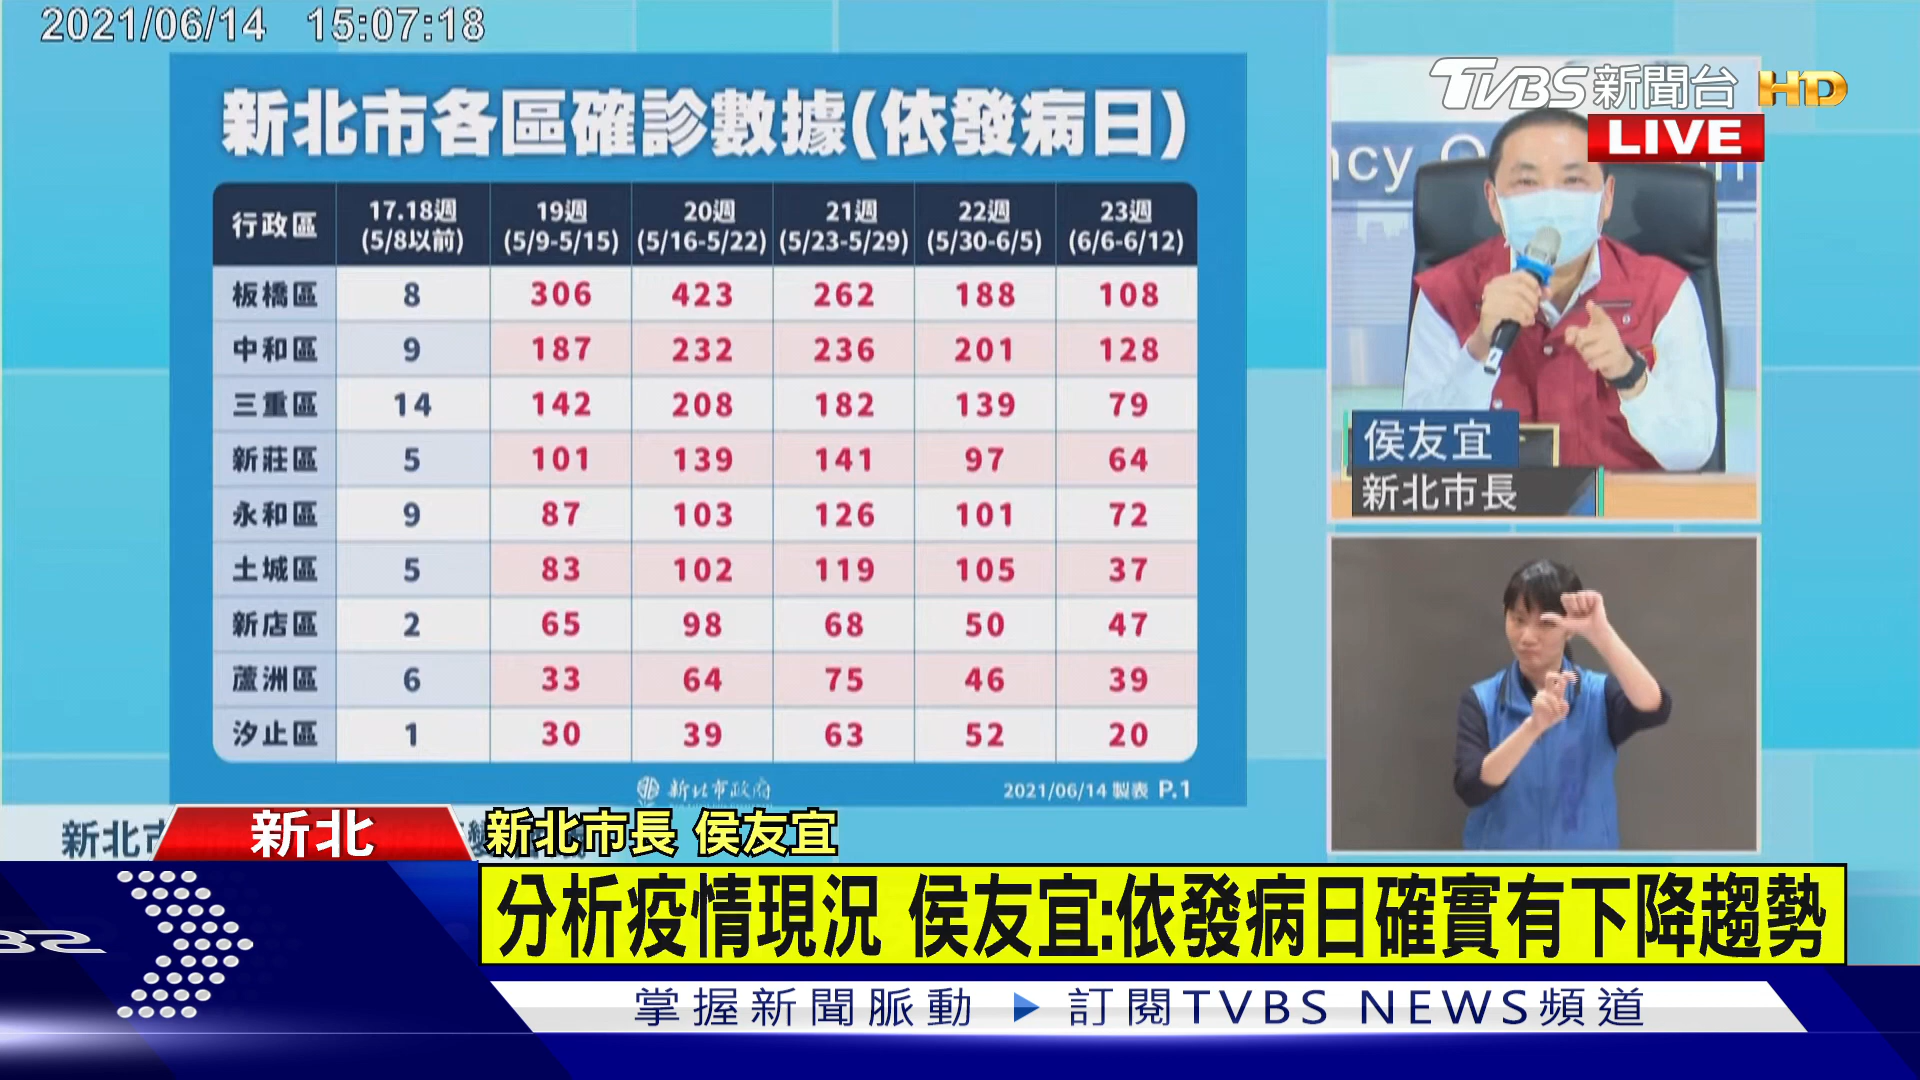 2021/06/14 15:07:18
新北市各區確診數據(依發病日)
行政區 17.18週 (5/8以前) 19週 (5/9-5/15) 20週 (5/16-5/22) 21週 (5/23-5/29) 22週 (5/30-6/5) 23週 (6/6-6/12)
板橋區 8 306 423 262 188 108
中和區 9 187 232 236 201 128
三重區 14 142 208 182 139 79
新莊區 5 101 139 141 97 64
永和區 9 87 103 126 101 72
土城區 5 83 102 119 105 37
新店區 2 65 98 68 50 47
蘆洲區 6 33 64 75 46 39
汐止區 1 30 39 63 52 20
新北市政府
2021/06/14 製表 P.1
TVBS新聞台 HD
LIVE
ncy O
侯友宜
新北市長
新北市
新北
新北市長 侯友宜
分析疫情現況 侯友宜:依發病日確實有下降趨勢
掌握新聞脈動 ▶ 訂閱TVBS NEWS頻道